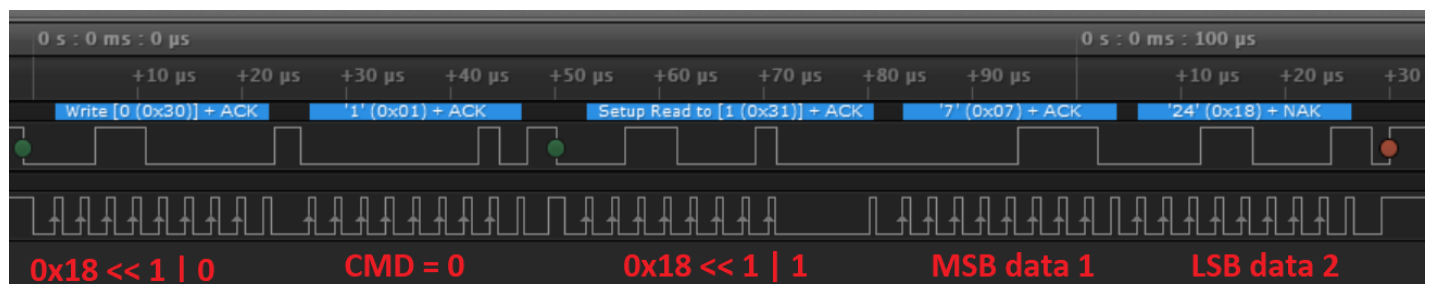 0 s : 0 ms : 0 µs 0 s : 0 ms : 100 µs
+10 µs +20 µs +30 µs +40 µs +50 µs +60 µs +70 µs +80 µs +90 µs +10 µs +20 µs +30
Write [0 (0x30)] + ACK '1' (0x01) + ACK Setup Read to [1 (0x31)] + ACK '7' (0x07) + ACK '24' (0x18) + NAK
0x18 << 1 | 0 CMD = 0 0x18 << 1 | 1 MSB data 1 LSB data 2